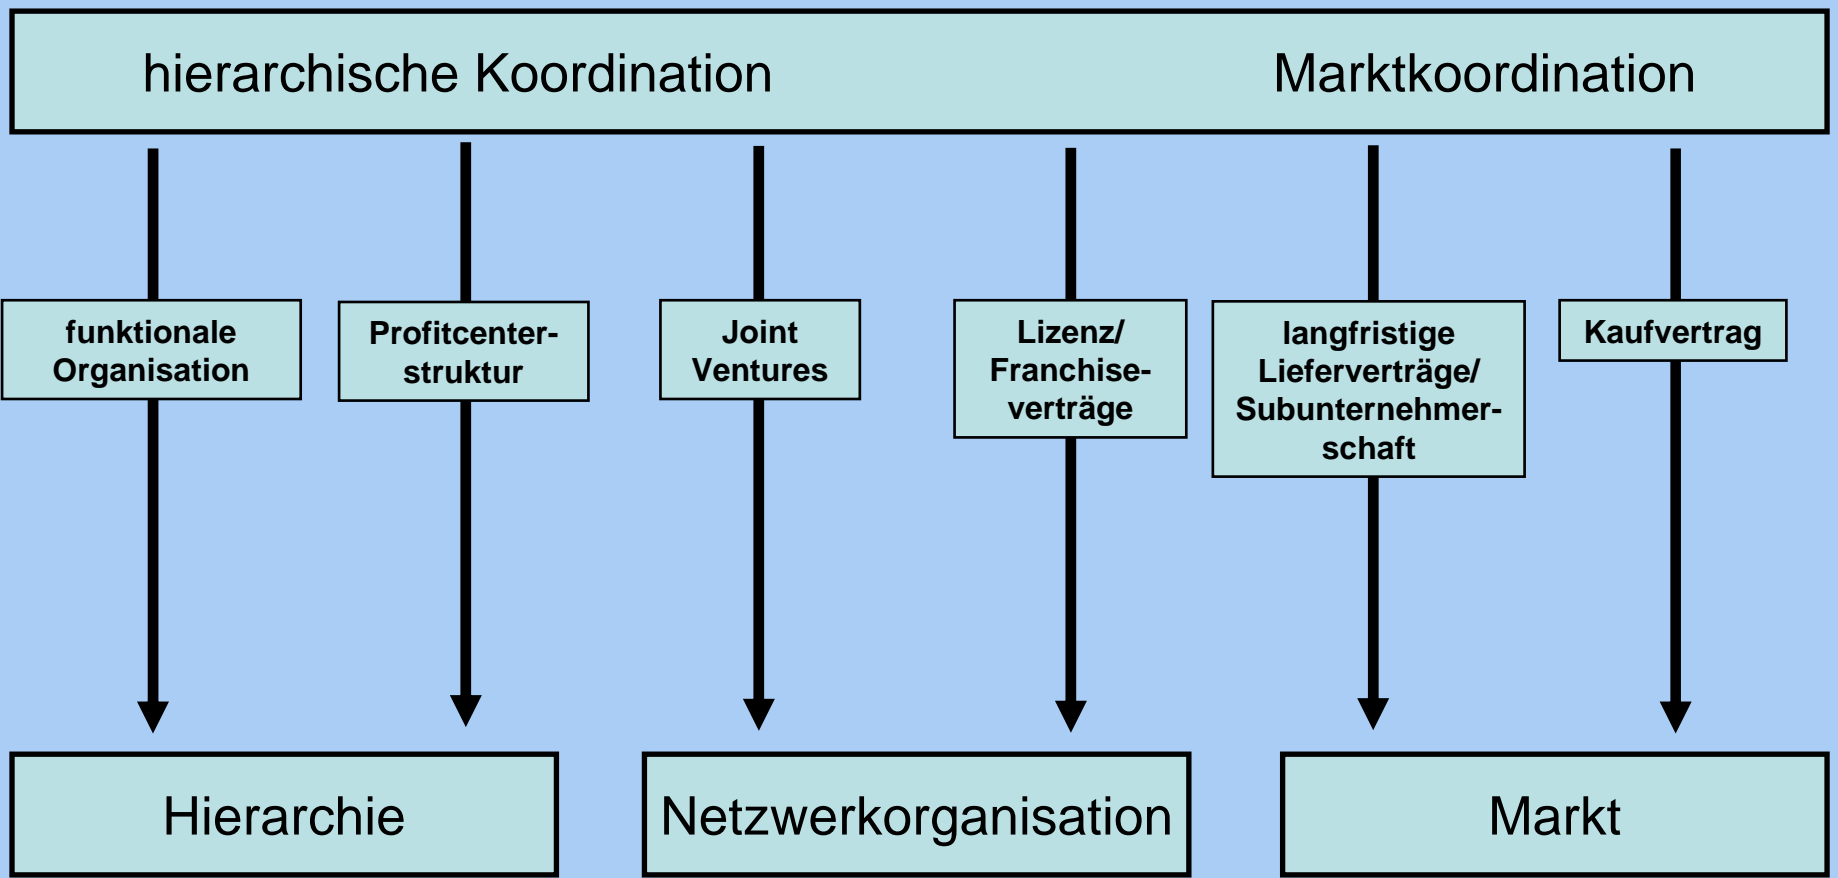 hierarchische Koordination
Marktkoordination
funktionale
Organisation
Profitcenter-
struktur
Joint
Ventures
Lizenz/
Franchise-
verträge
langfristige
Lieferverträge/
Subunternehmer-
schaft
Kaufvertrag
Hierarchie
Netzwerkorganisation
Markt